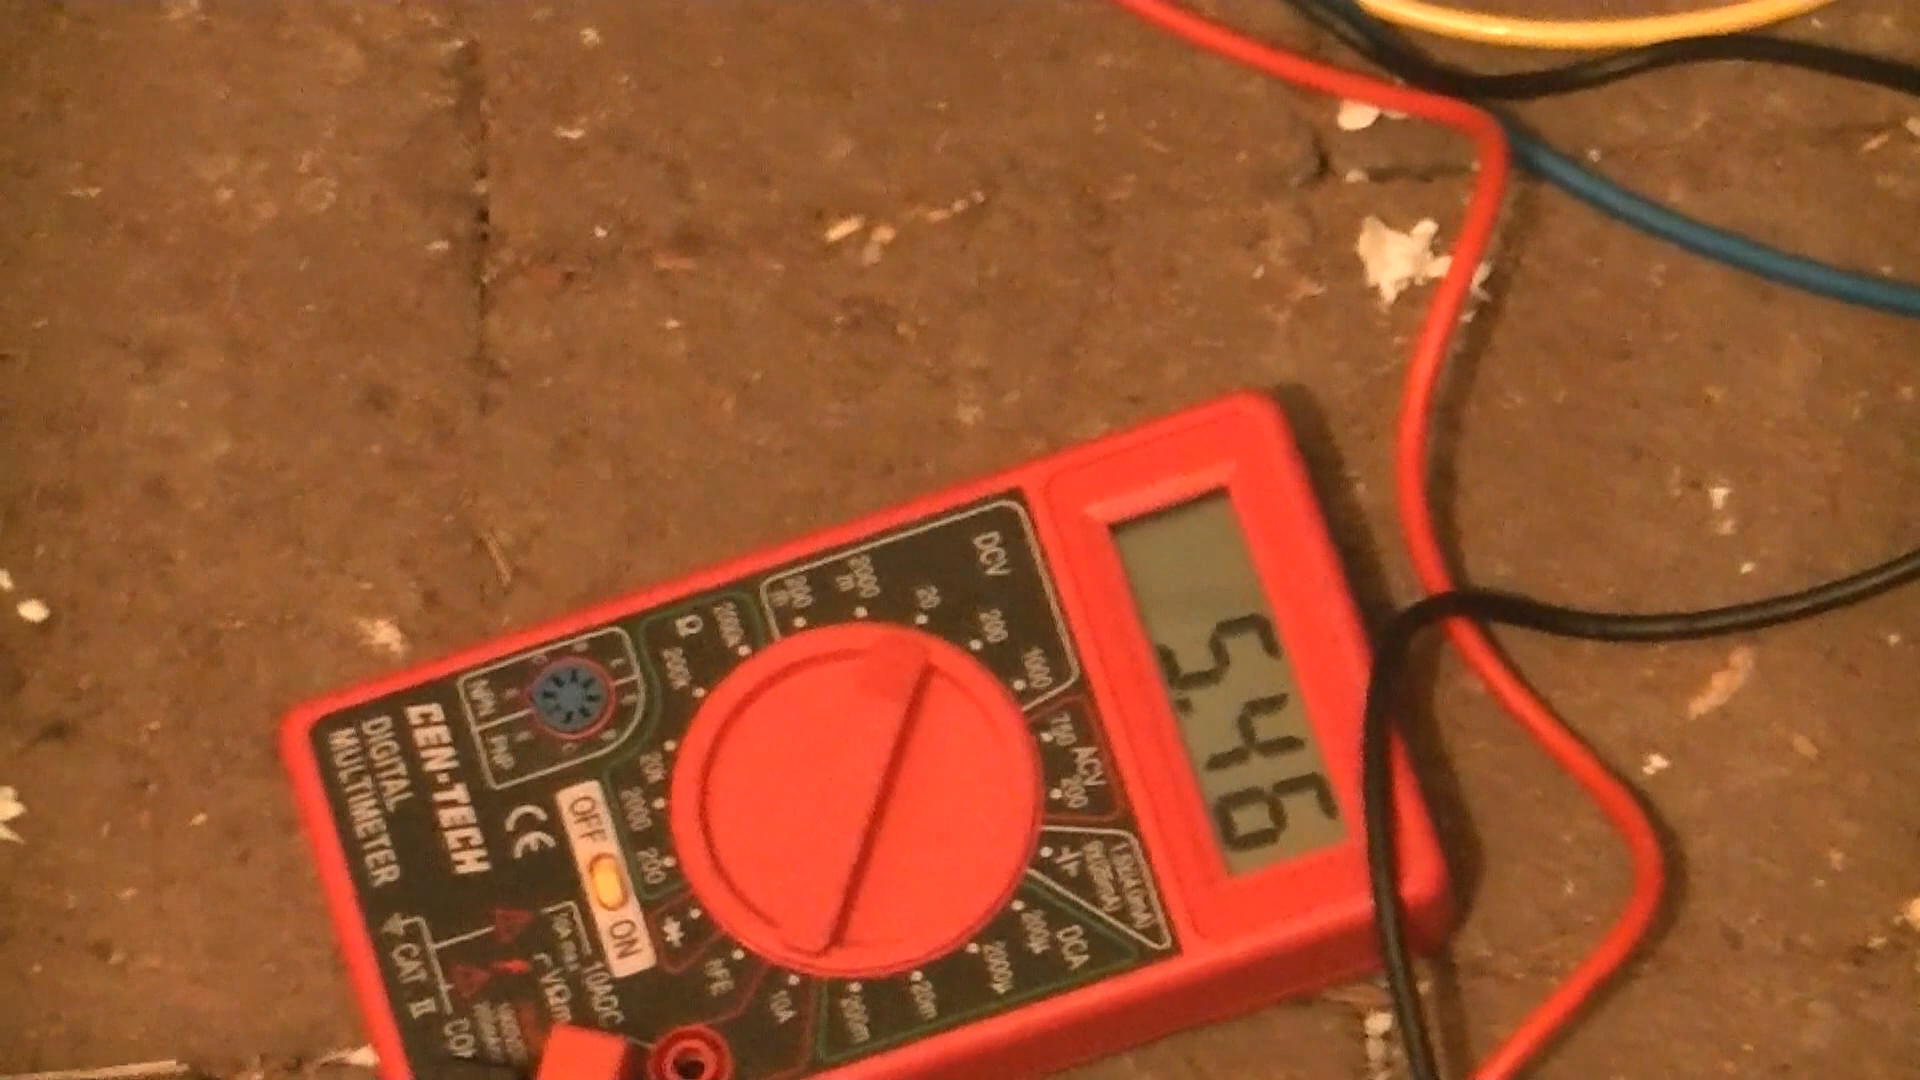 5.46
DCV
200
m
2000
m
20
200
1000
750
ACV
200
DCA
200µ
2000µ
20m
200m
10A
hFE
Ω
2000k
200k
20k
2000
200
NPN
PNP
OFF
ON
CE
CEN-TECH
DIGITAL
MULTIMETER
10ADC
CAT II